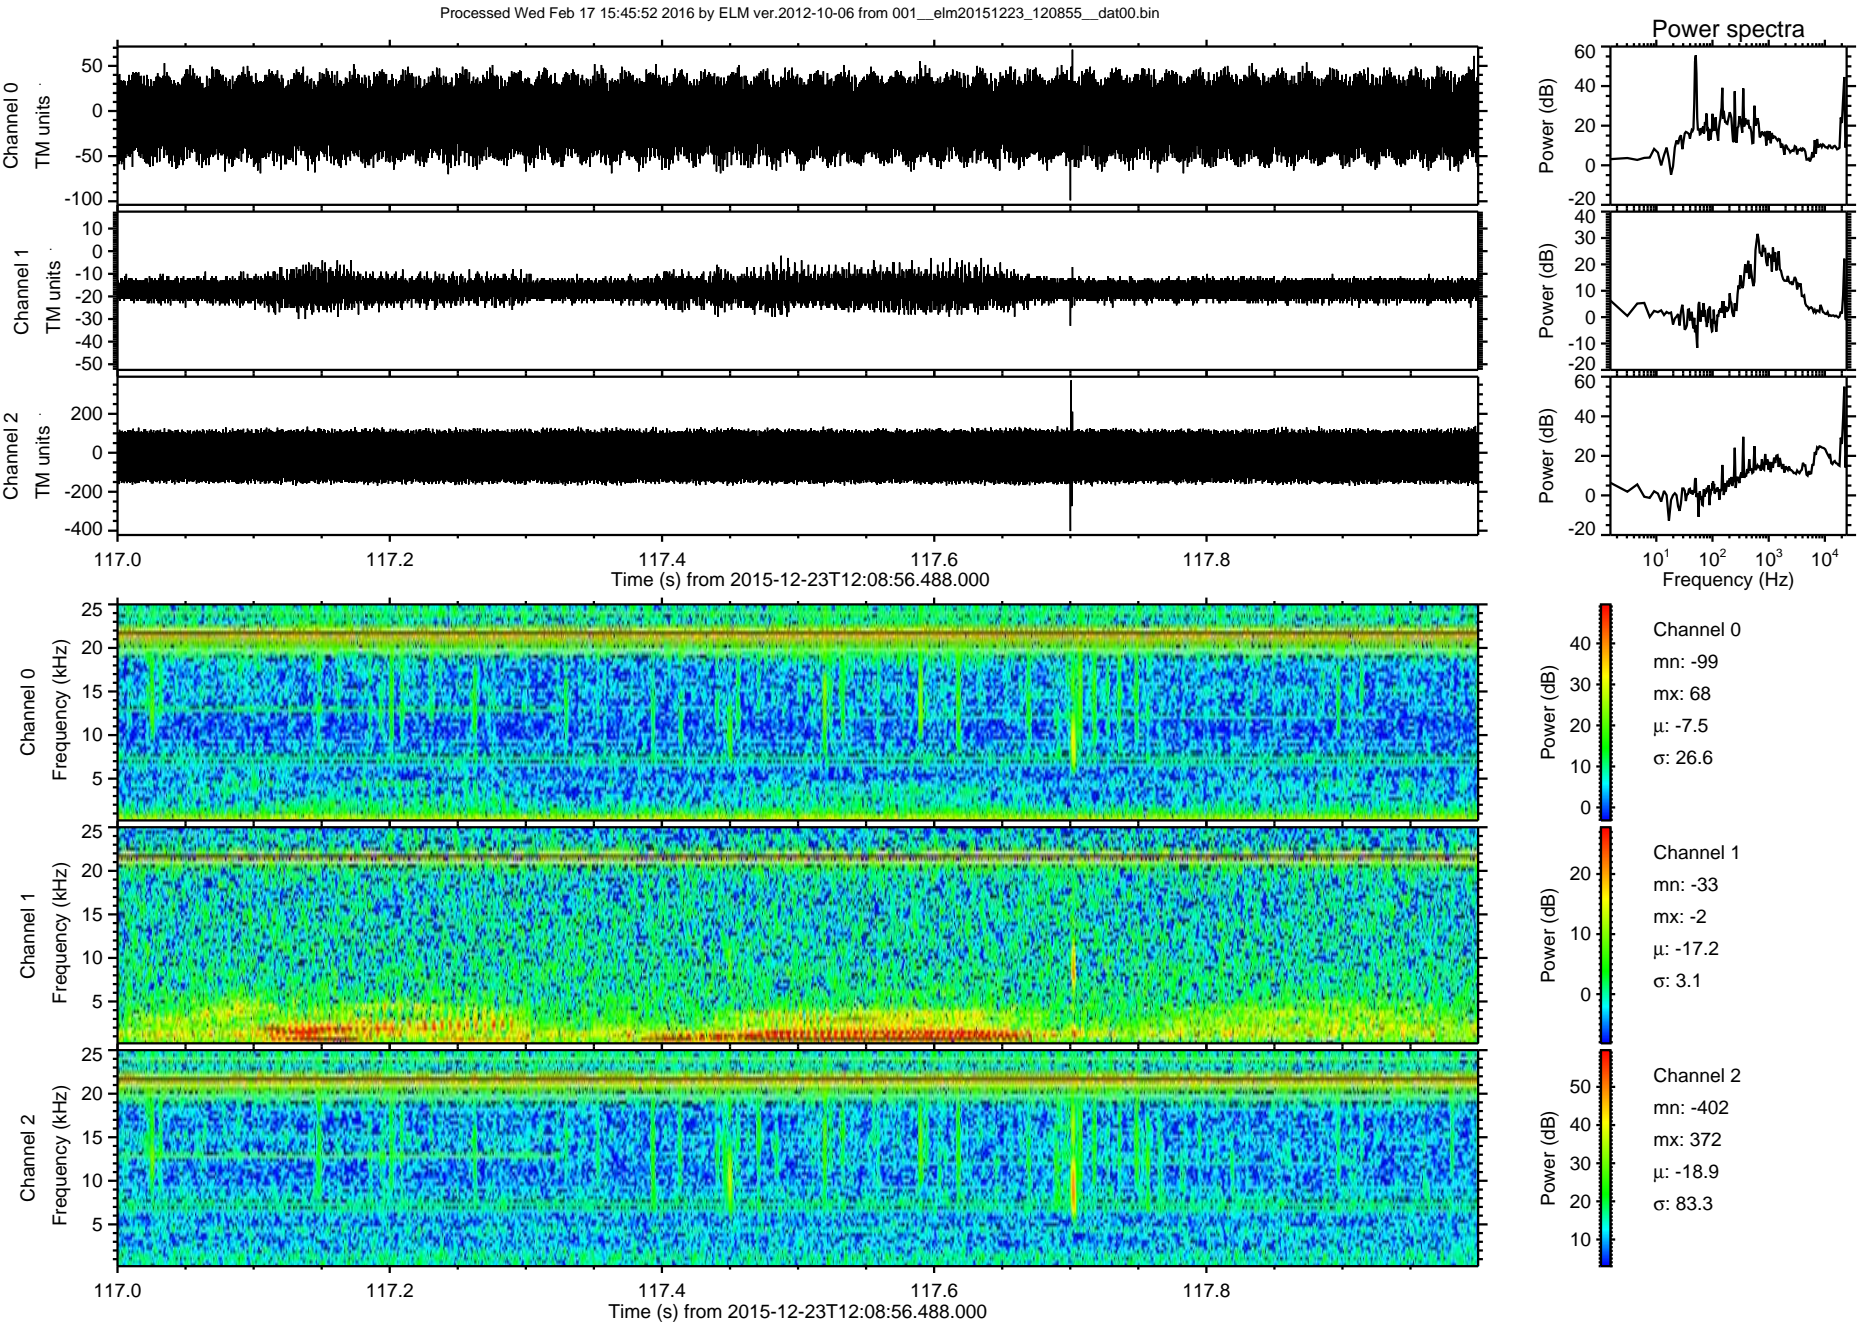 Processed Wed Feb 17 15:45:52 2016 by ELM ver.2012-10-06 from 001__elm20151223_120855__dat00.bin
Power spectra
Channel 0
TM units
50
0
-50
-100
Power (dB)
60
40
20
0
-20
Channel 1
TM units
10
0
-10
-20
-30
-40
-50
Power (dB)
40
30
20
10
0
-10
-20
Channel 2
TM units
200
0
-200
-400
Power (dB)
60
40
20
0
-20
117.0 117.2 117.4 117.6 117.8
Time (s) from 2015-12-23T12:08:56.488.000
10^1 10^2 10^3 10^4
Frequency (Hz)
Channel 0
Frequency (kHz)
25
20
15
10
5
Power (dB)
40
30
20
10
0
Channel 0
mn: -99
mx: 68
μ: -7.5
σ: 26.6
Channel 1
Frequency (kHz)
25
20
15
10
5
Power (dB)
20
10
0
Channel 1
mn: -33
mx: -2
μ: -17.2
σ: 3.1
Channel 2
Frequency (kHz)
25
20
15
10
5
Power (dB)
50
40
30
20
10
Channel 2
mn: -402
mx: 372
μ: -18.9
σ: 83.3
117.0 117.2 117.4 117.6 117.8
Time (s) from 2015-12-23T12:08:56.488.000